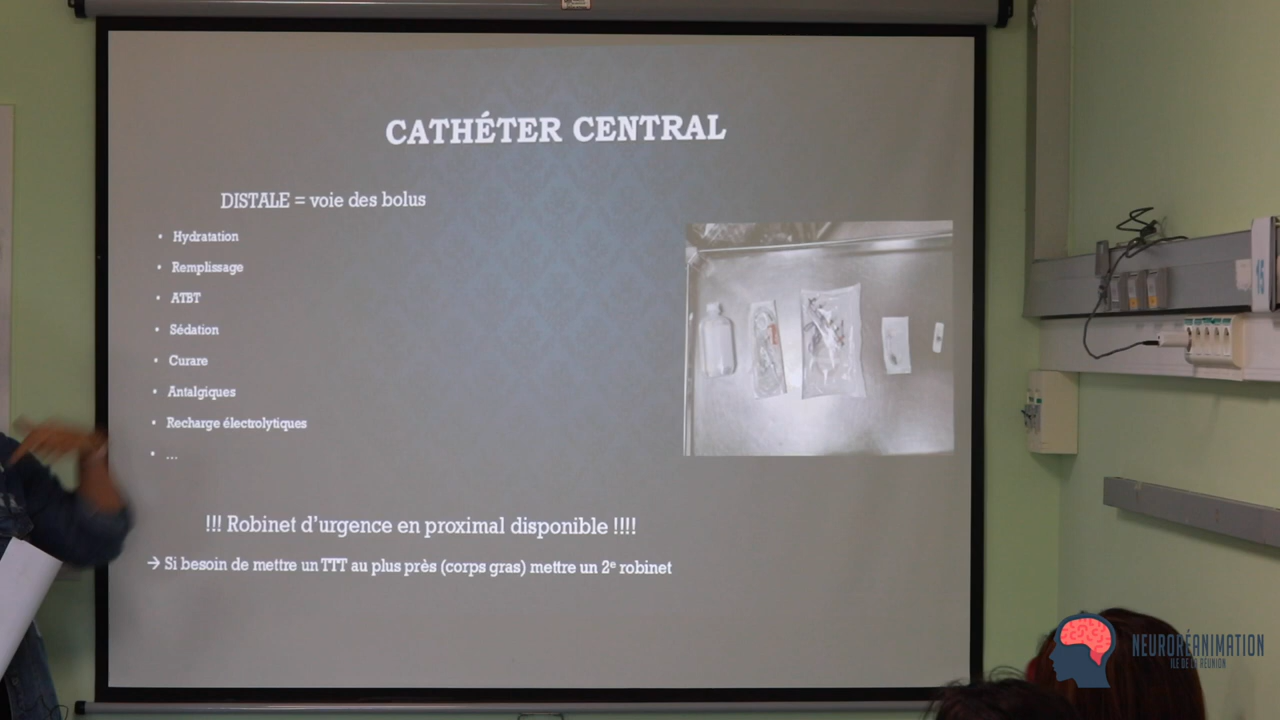 CATHÉTER CENTRAL
DISTALE = voie des bolus
• Hydratation
• Remplissage
• ATBT
• Sédation
• Curare
• Antalgiques
• Recharge électrolytiques
• ...
!!! Robinet d'urgence en proximal disponible !!!!
→ Si besoin de mettre un TTT au plus près (corps gras) mettre un 2e robinet
15
NEURORÉANIMATION
ILE DE LA RÉUNION